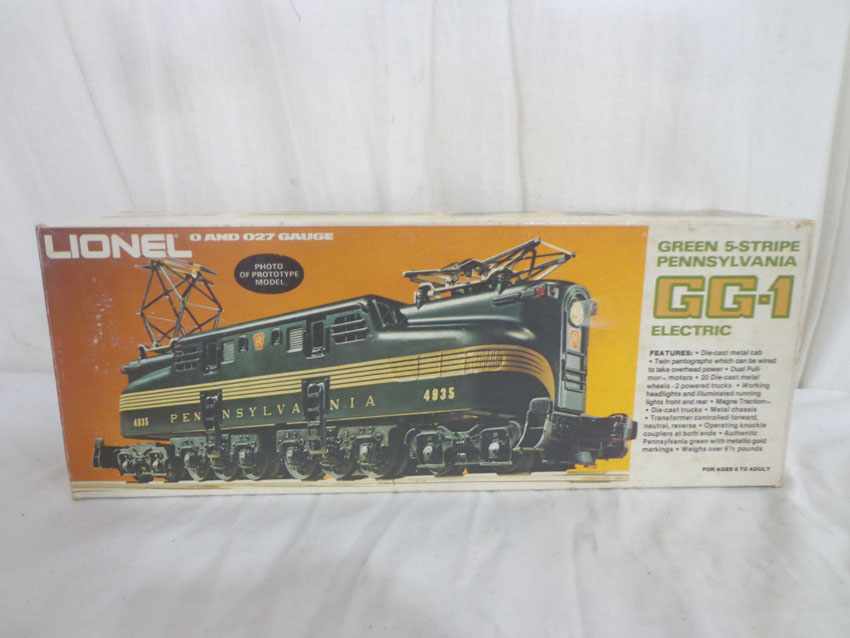 LIONEL
O AND O27 GAUGE
PHOTO
OF PROTOTYPE
MODEL
4935
PENNSYLVANIA
4935
GREEN 5-STRIPE
PENNSYLVANIA
GG-1
ELECTRIC
FEATURES: • Die-cast metal cab
• Twin pentographs which can be wired
to take overhead power • Dual Pull-
mor™ motors • 20 Die-cast metal
wheels - 2 powered trucks • Working
headlights and illuminated running
lights front and rear • Magne Traction™
• Die-cast trucks • Metal chassis
• Transformer controlled forward,
neutral, reverse • Operating knuckle
couplers at both ends • Authentic
Pennsylvania green with metallic gold
markings • Weighs over 6½ pounds
FOR AGES 8 TO ADULT